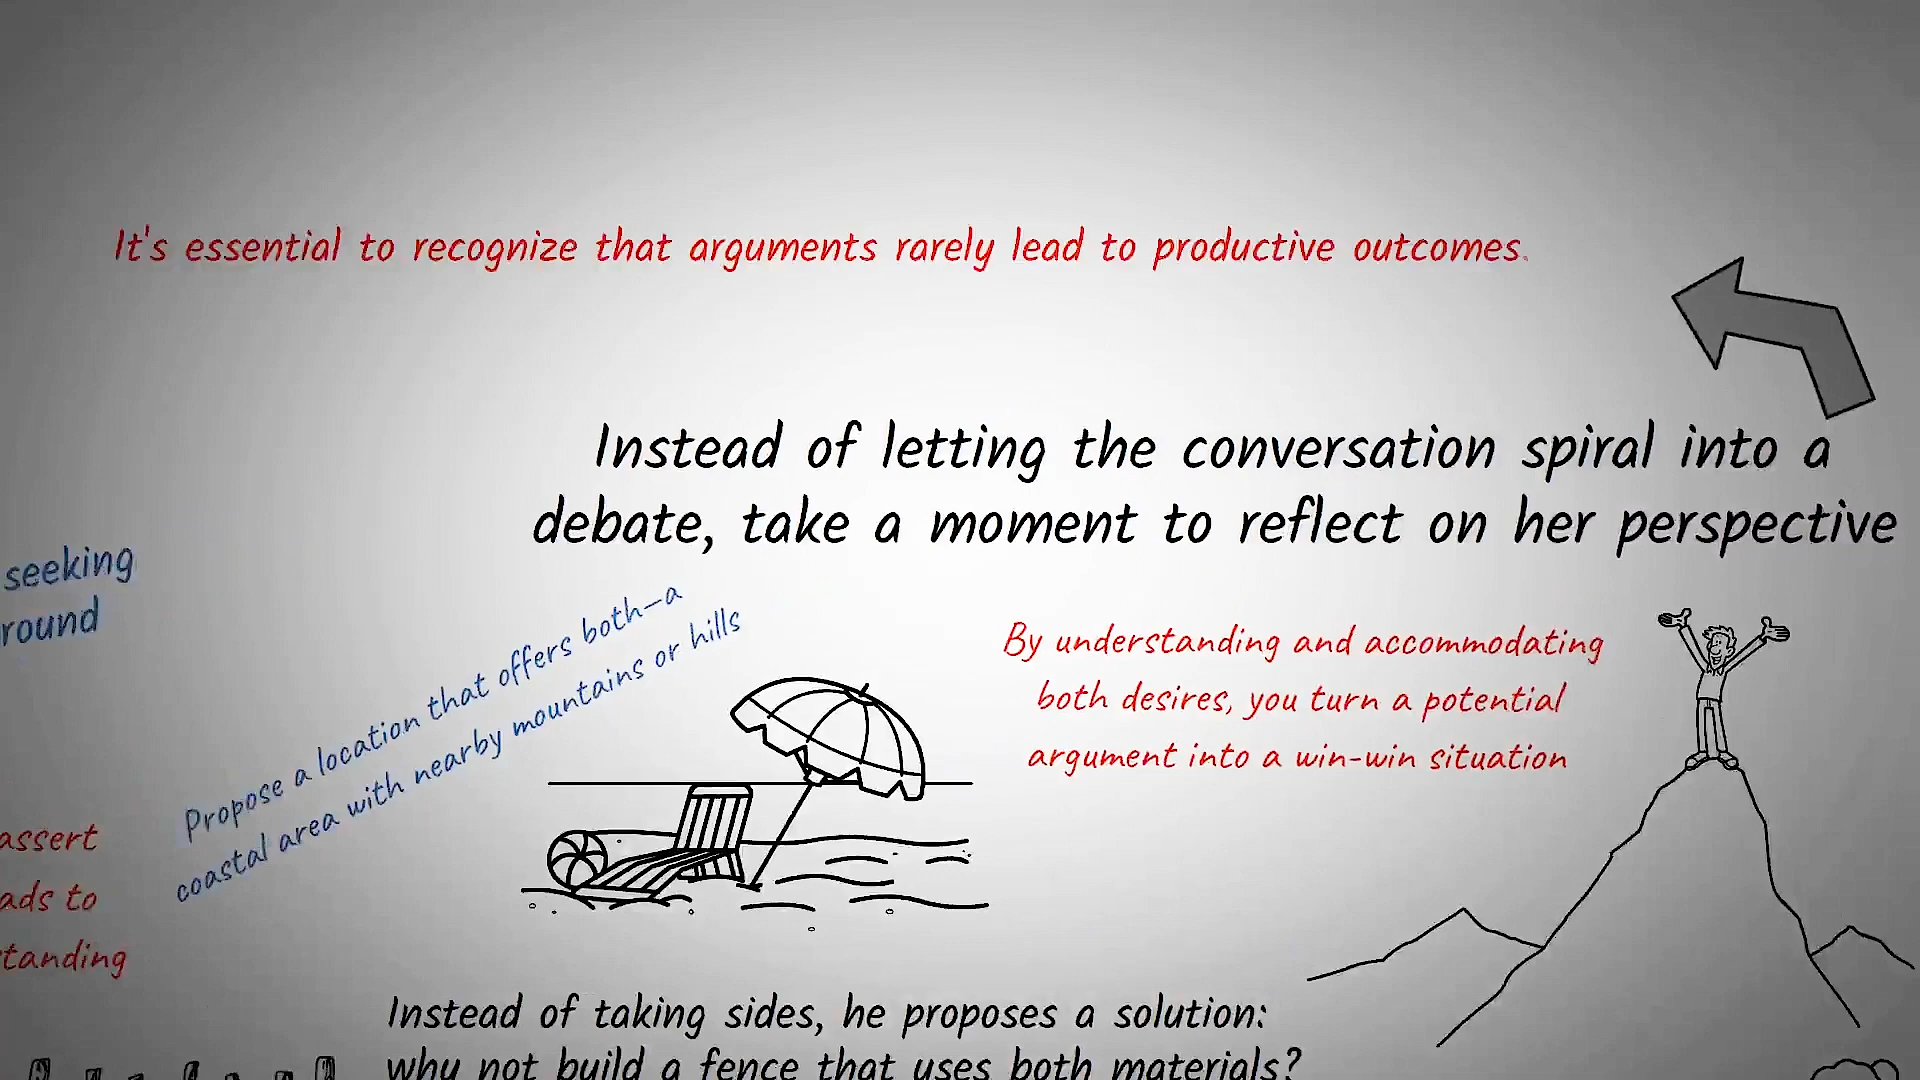 It's essential to recognize that arguments rarely lead to productive outcomes.
Instead of letting the conversation spiral into a
debate, take a moment to reflect on her perspective
seeking
round
Propose a location that offers both—a
coastal area with nearby mountains or hills
By understanding and accommodating
both desires, you turn a potential
argument into a win-win situation
assert
ads to
tanding
Instead of taking sides, he proposes a solution:
why not build a fence that uses both materials?